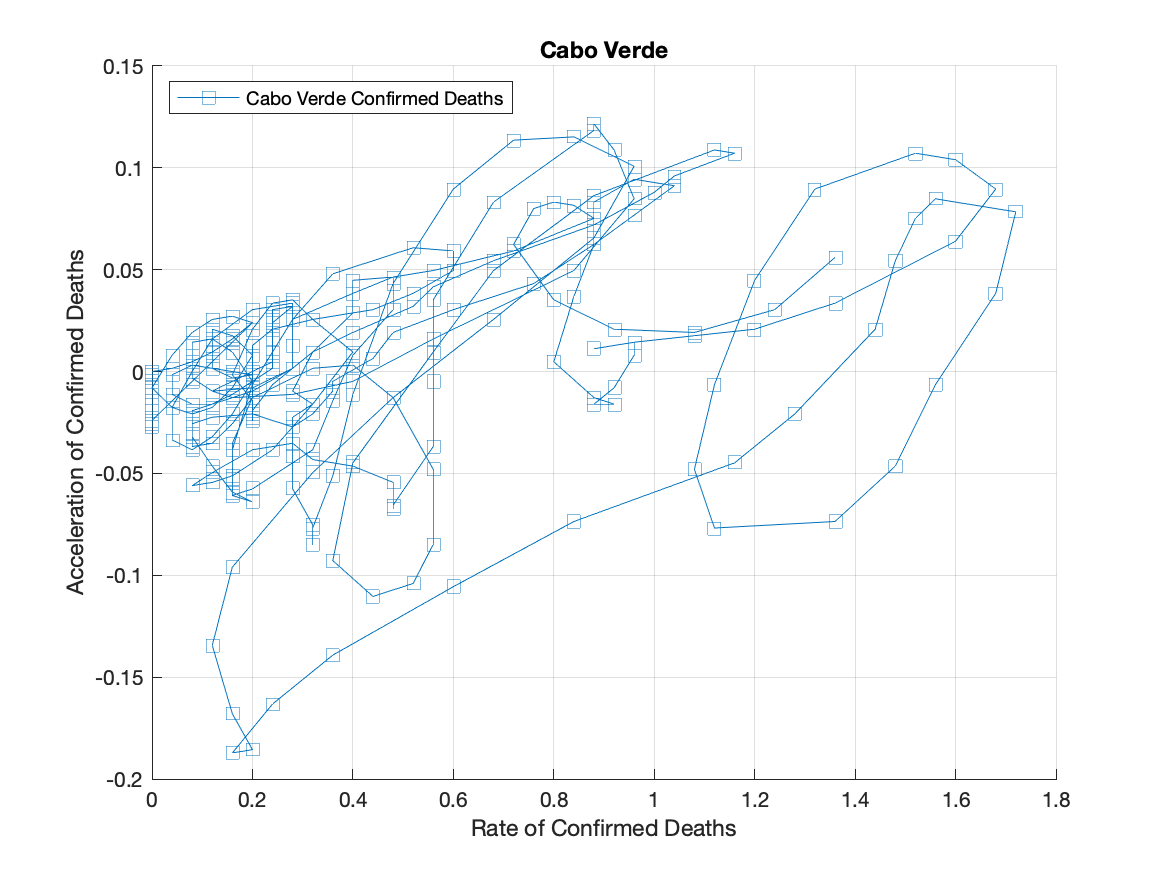 Cabo Verde
Cabo Verde Confirmed Deaths
0.15
0.1
0.05
0
-0.05
-0.1
-0.15
-0.2
Acceleration of Confirmed Deaths
0 0.2 0.4 0.6 0.8 1 1.2 1.4 1.6 1.8
Rate of Confirmed Deaths